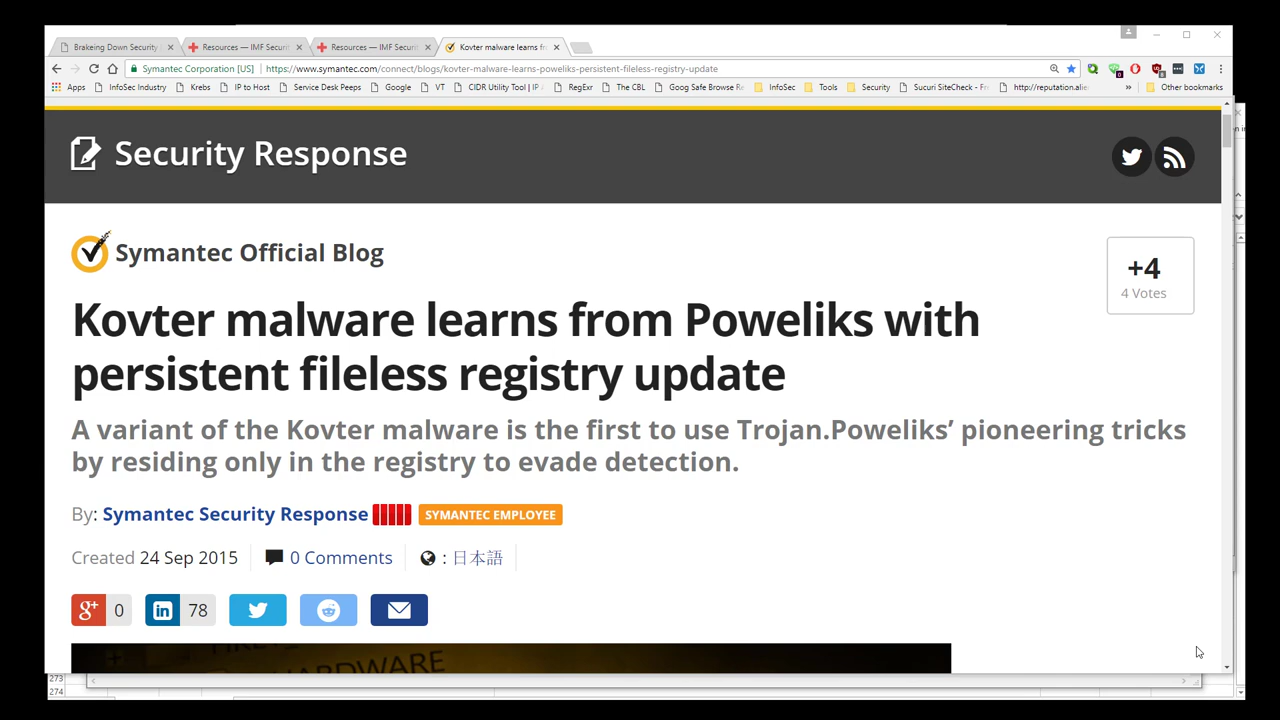 Brakeing Down Security
Resources — IMF Securit
Resources — IMF Securit
Kovter malware learns fr
Symantec Corporation [US]
https://www.symantec.com/connect/blogs/kovter-malware-learns-poweliks-persistent-fileless-registry-update
Apps
InfoSec Industry
Krebs
IP to Host
Service Desk Peeps
Google
VT
CIDR Utility Tool | IP
RegExr
The CBL
Goog Safe Browse Re
InfoSec
Tools
Security
Sucuri SiteCheck - Fr
http://reputation.alie
»
Other bookmarks
Security Response
Symantec Official Blog
+4
4 Votes
Kovter malware learns from Poweliks with
persistent fileless registry update
A variant of the Kovter malware is the first to use Trojan.Poweliks’ pioneering tricks
by residing only in the registry to evade detection.
By: Symantec Security Response
SYMANTEC EMPLOYEE
Created 24 Sep 2015
0 Comments
: 日本語
g+ 0
in 78
HARDWARE
273
274